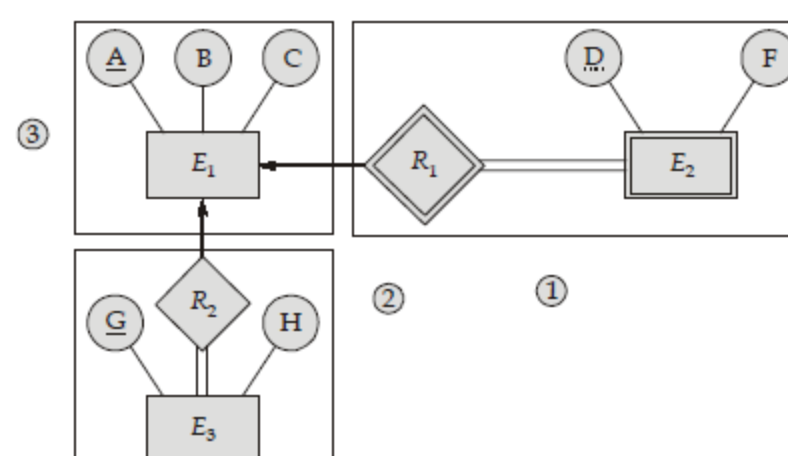 A B C D F
③ E₁ R₁ E₂
R₂ ② ①
G H
E₃